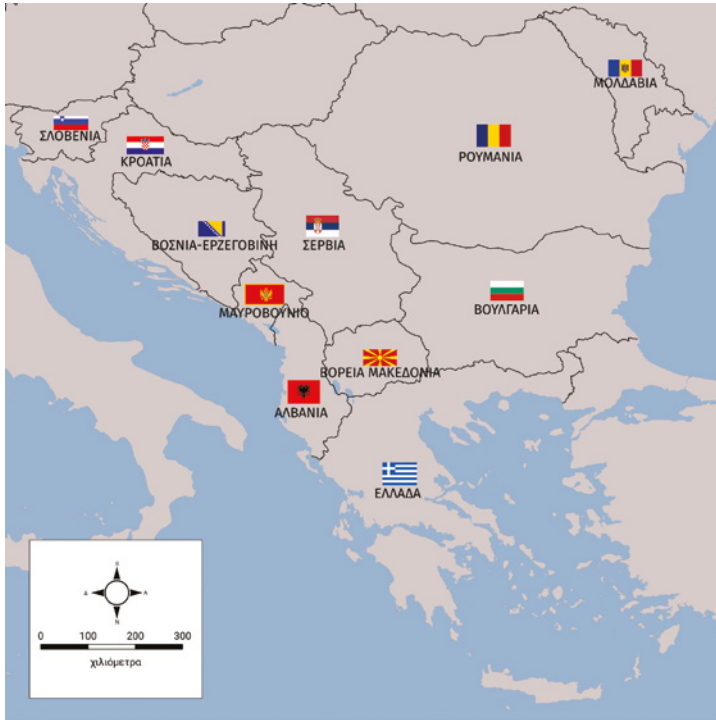 ΜΟΛΔΑΒΙΑ
ΣΛΟΒΕΝΙΑ
ΚΡΟΑΤΙΑ
ΡΟΥΜΑΝΙΑ
ΒΟΣΝΙΑ-ΕΡΖΕΓΟΒΙΝΗ
ΣΕΡΒΙΑ
ΜΑΥΡΟΒΟΥΝΙΟ
ΒΟΥΛΓΑΡΙΑ
ΒΟΡΕΙΑ ΜΑΚΕΔΟΝΙΑ
ΑΛΒΑΝΙΑ
ΕΛΛΑΔΑ
Β
Δ Α
Ν
0 100 200 300
χιλιόμετρα